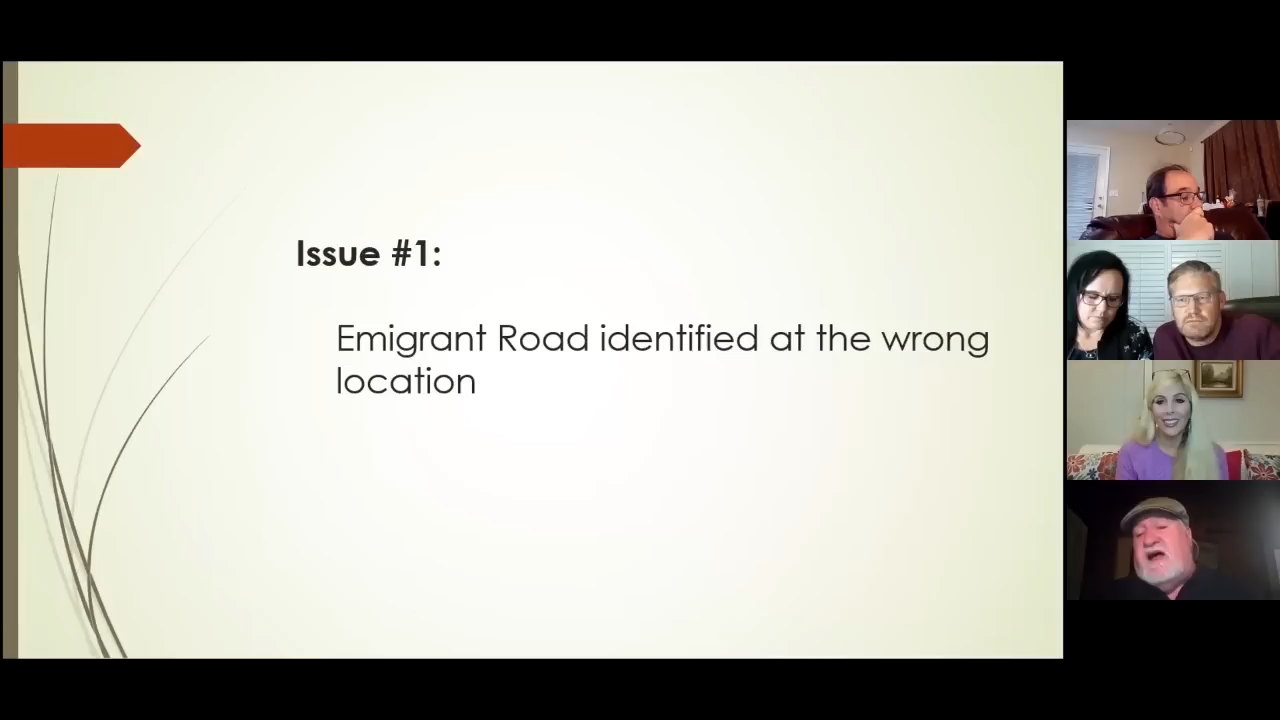 Issue #1:
Emigrant Road identified at the wrong
location